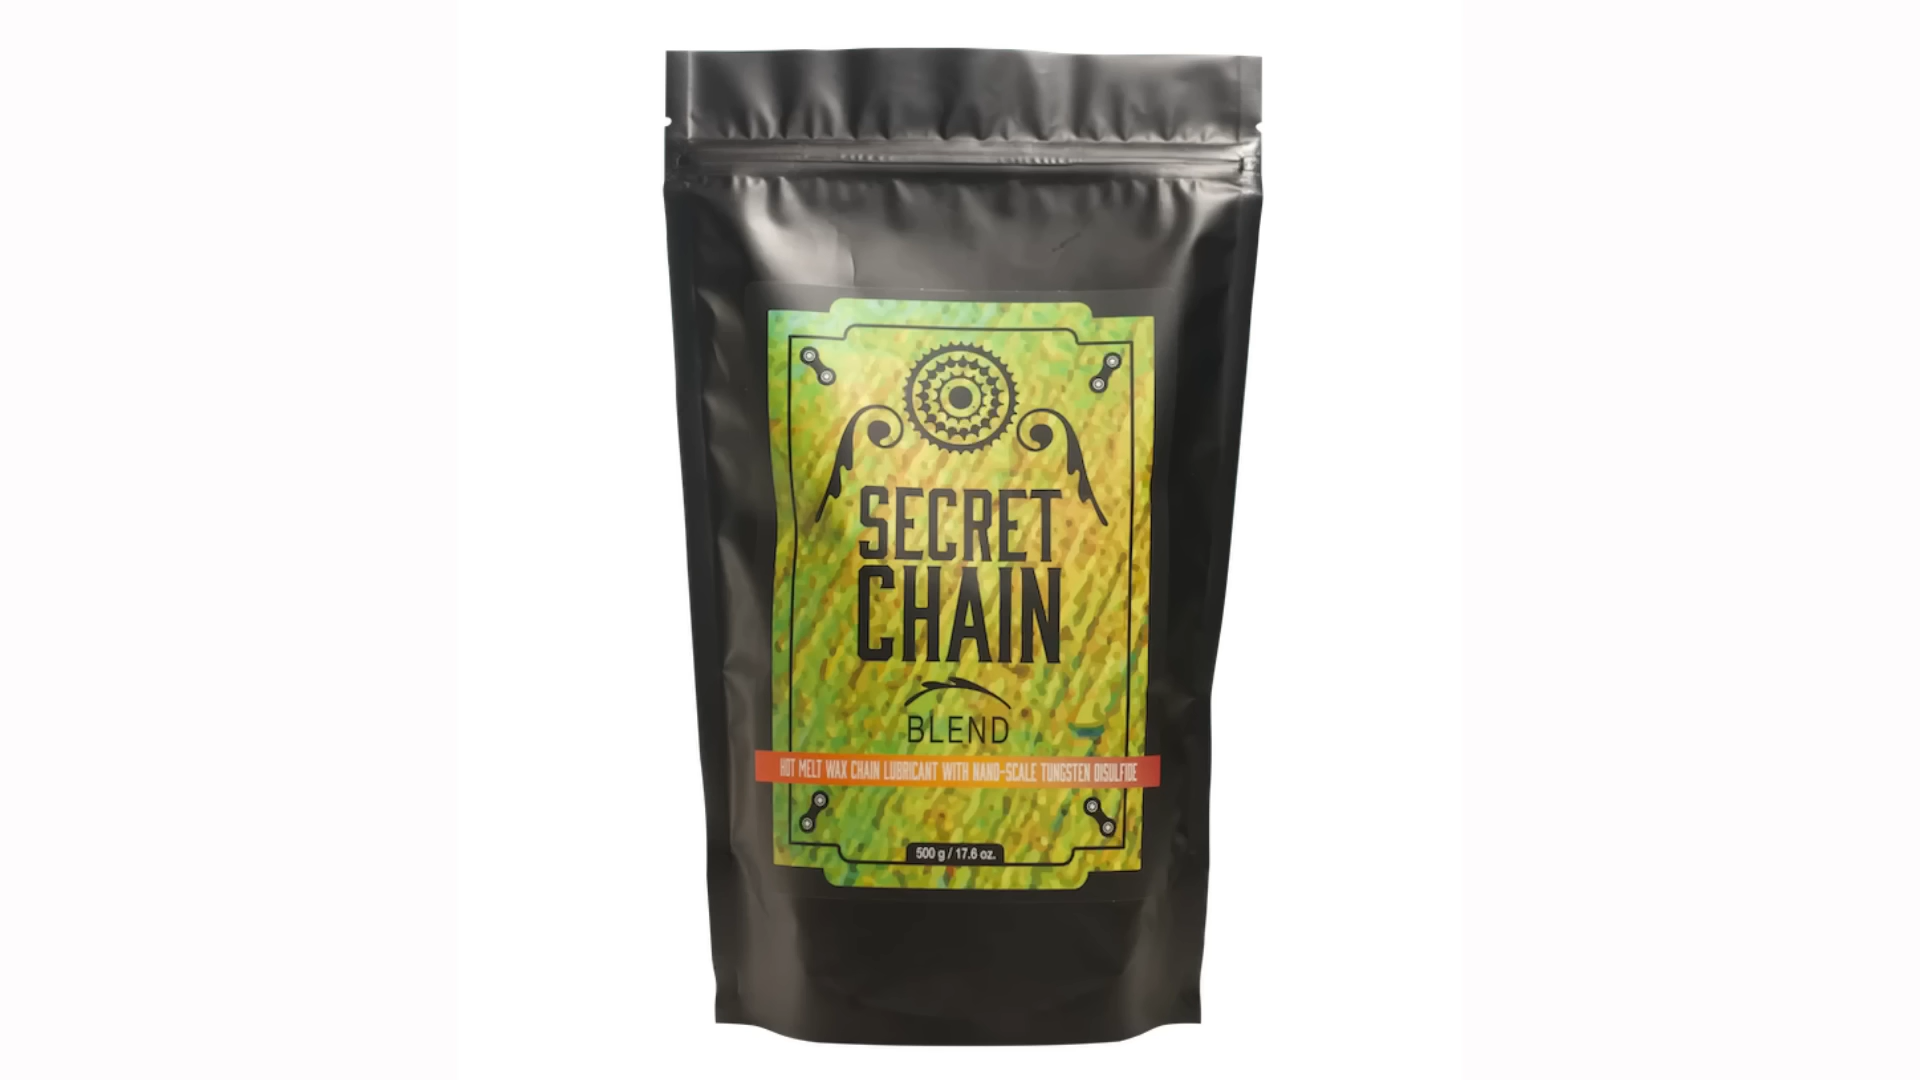 SECRET
CHAIN
BLEND
HOT MELT WAX CHAIN LUBRICANT WITH NANO-SCALE TUNGSTEN DISULFIDE
500 g / 17.6 oz.